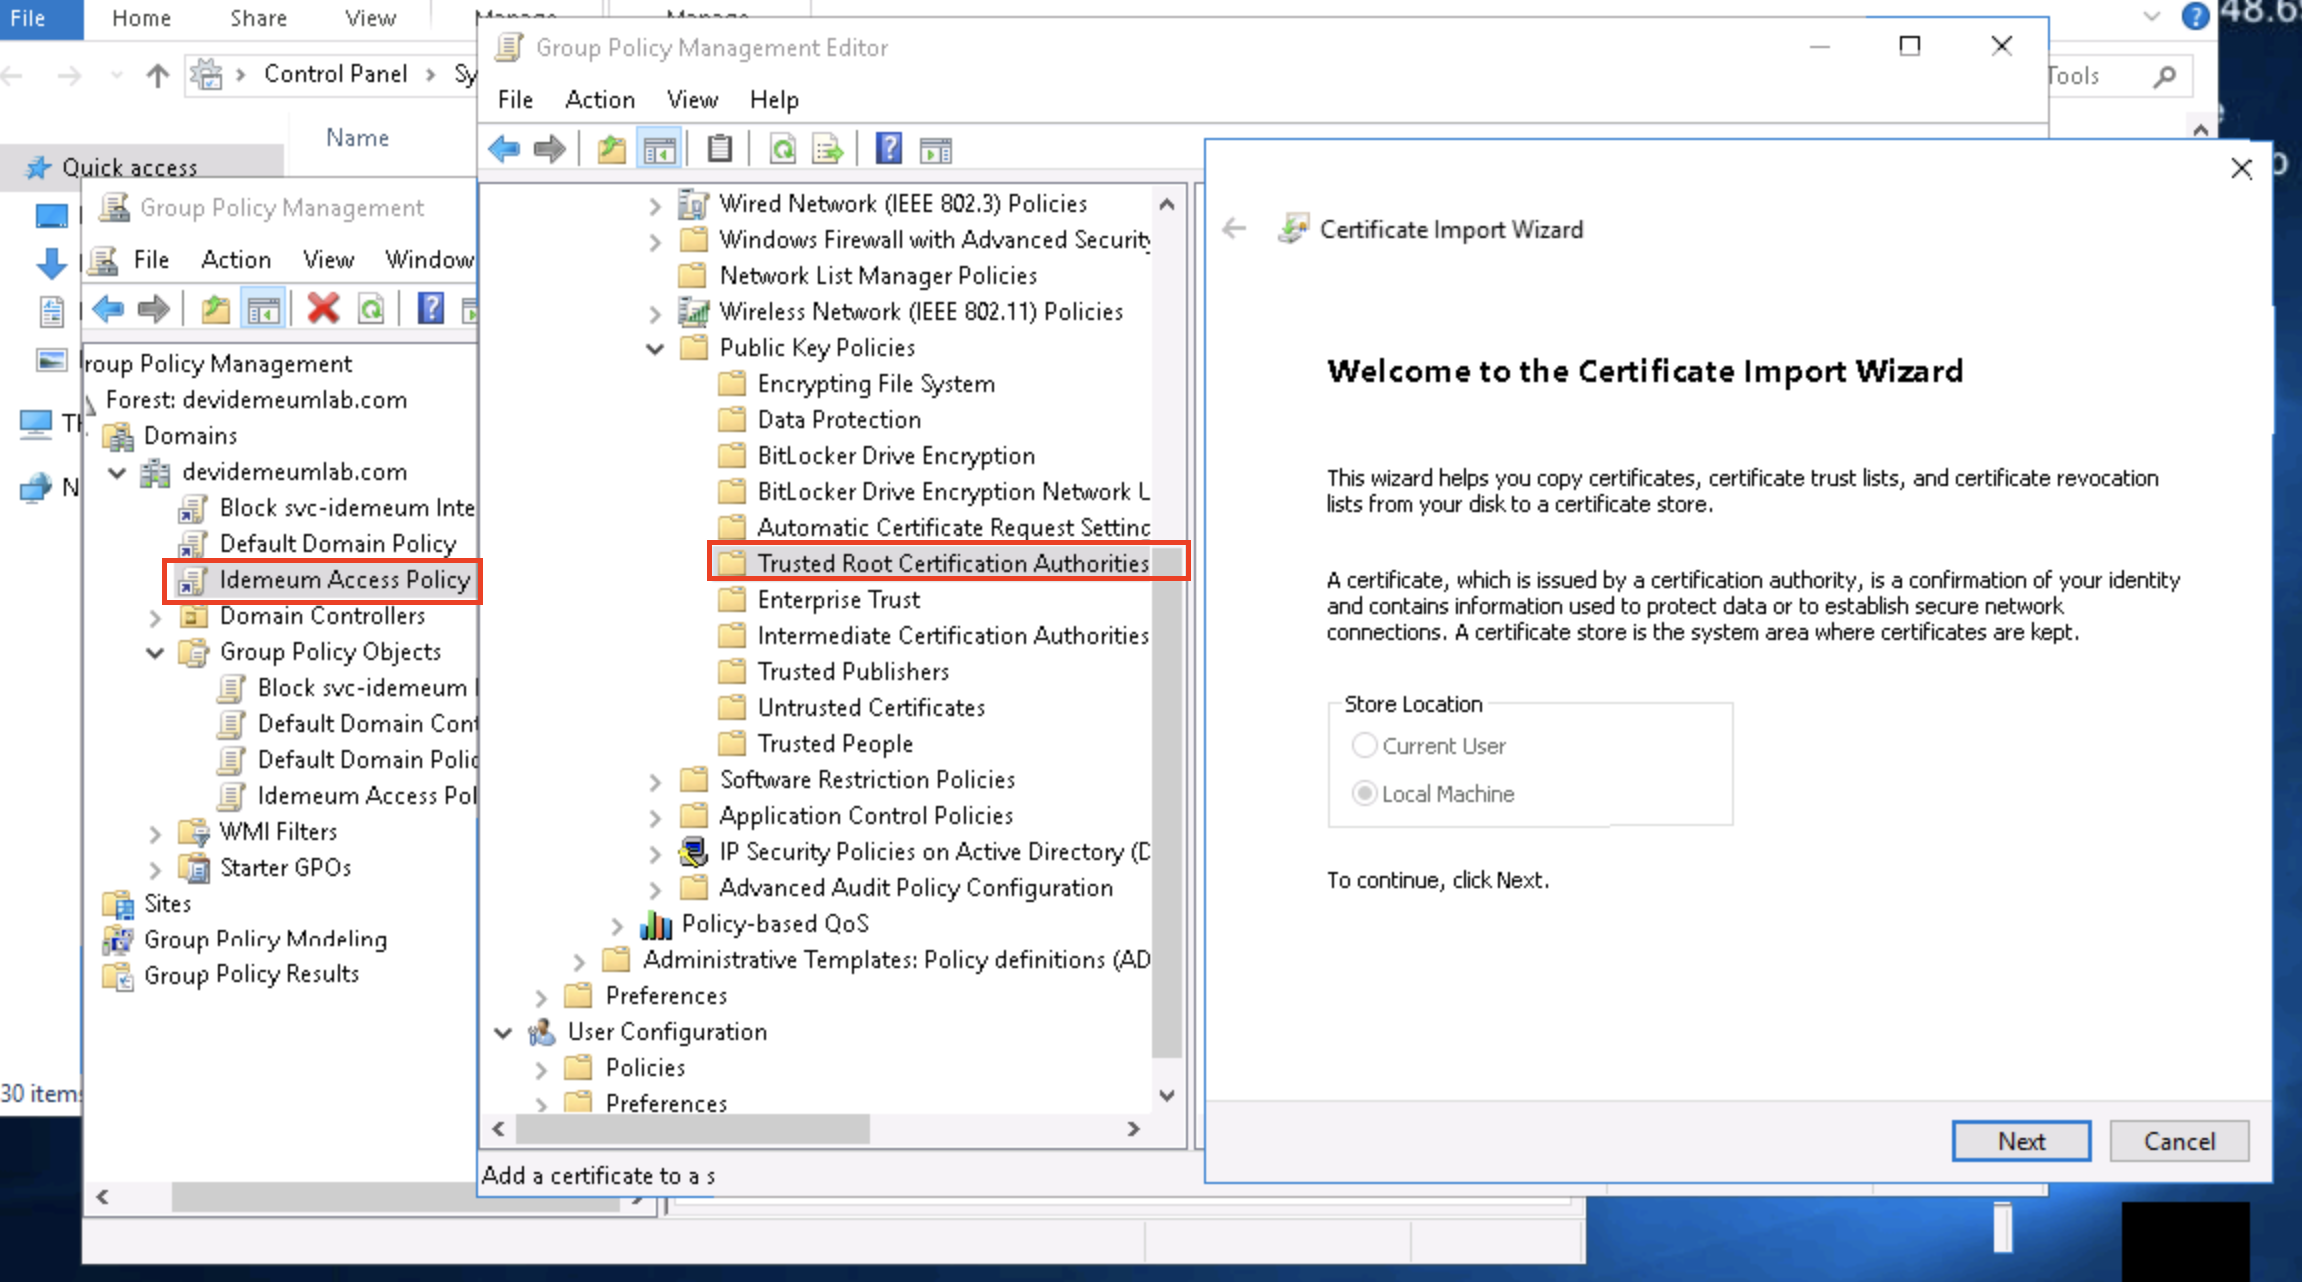 File
Home
Share
View
Manage
Manage
Control Panel
Tools
Name
Quick access
30 items
Group Policy Management
File
Action
View
Window
Group Policy Management
Forest: devidemeumlab.com
Domains
devidemeumlab.com
Block svc-idemeum Inte
Default Domain Policy
Idemeum Access Policy
Domain Controllers
Group Policy Objects
Block svc-idemeum
Default Domain Cont
Default Domain Polic
Idemeum Access Pol
WMI Filters
Starter GPOs
Sites
Group Policy Modeling
Group Policy Results
Group Policy Management Editor
File
Action
View
Help
Wired Network (IEEE 802.3) Policies
Windows Firewall with Advanced Security
Network List Manager Policies
Wireless Network (IEEE 802.11) Policies
Public Key Policies
Encrypting File System
Data Protection
BitLocker Drive Encryption
BitLocker Drive Encryption Network L
Automatic Certificate Request Setting
Trusted Root Certification Authorities
Enterprise Trust
Intermediate Certification Authorities
Trusted Publishers
Untrusted Certificates
Trusted People
Software Restriction Policies
Application Control Policies
IP Security Policies on Active Directory (D
Advanced Audit Policy Configuration
Policy-based QoS
Administrative Templates: Policy definitions (AD
Preferences
User Configuration
Policies
Preferences
Add a certificate to a s
Certificate Import Wizard
Welcome to the Certificate Import Wizard
This wizard helps you copy certificates, certificate trust lists, and certificate revocation
lists from your disk to a certificate store.
A certificate, which is issued by a certification authority, is a confirmation of your identity
and contains information used to protect data or to establish secure network
connections. A certificate store is the system area where certificates are kept.
Store Location
Current User
Local Machine
To continue, click Next.
Next
Cancel